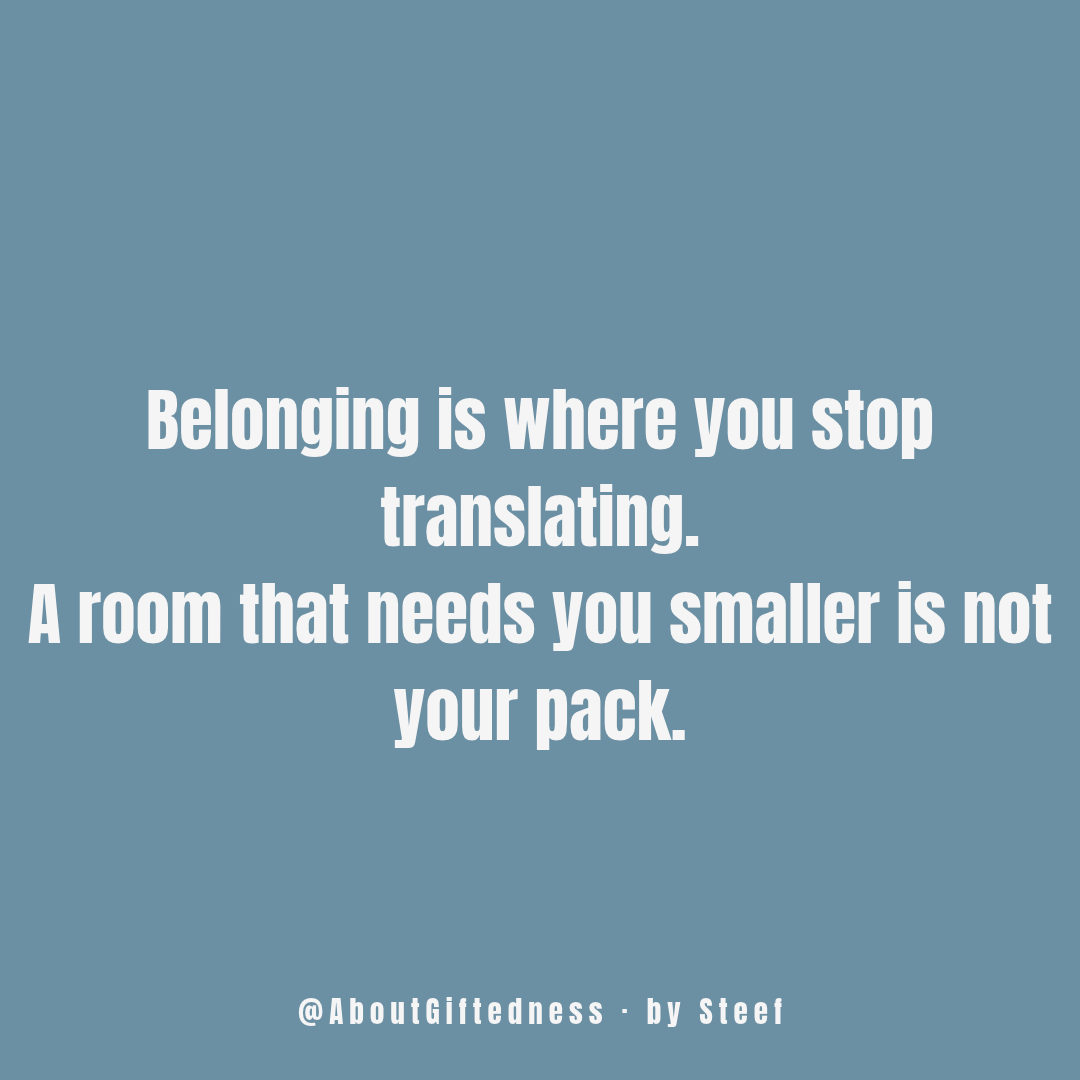 Belonging is where you stop
translating.
A room that needs you smaller is not
your pack.
@AboutGiftedness · by Steef